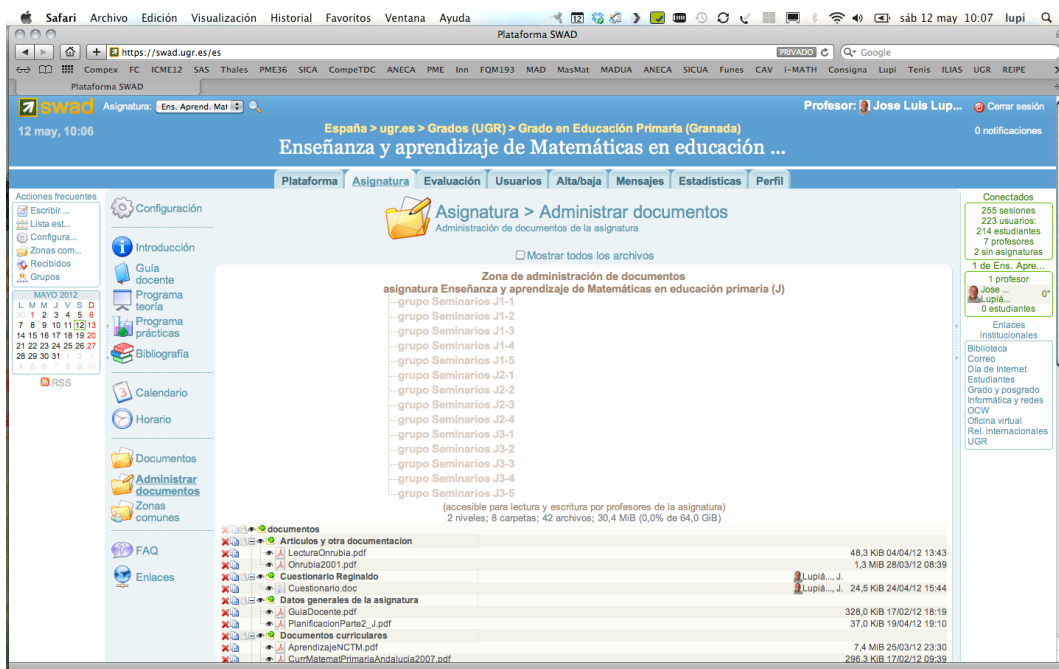 Safari Archivo Edición Visualización Historial Favoritos Ventana Ayuda sáb 12 may 10:07 lupi
Plataforma SWAD
https://swad.ugr.es/es PRIVADO Google
Compex FC ICME12 SAS Thales PME36 SICA CompeTDC ANECA PME Inn FQM193 MAD MasMat MADUA ANECA SICUA Funes CAV i-MATH Consigna Lupi Tenis ILIAS UGR REIPE
Plataforma SWAD
swad Asignatura: Ens. Aprend. Mat Profesor: Jose Luis Lup... Cerrar sesión
12 may, 10:06
España > ugr.es > Grados (UGR) > Grado en Educación Primaria (Granada)
0 notificaciones
Enseñanza y aprendizaje de Matemáticas en educación ...
Plataforma Asignatura Evaluación Usuarios Alta/baja Mensajes Estadísticas Perfil
Acciones frecuentes
Escribir ...
Lista est...
Configura...
Zonas com...
Recibidos
Grupos
MAYO 2012
L M M J V S D
30 1 2 3 4 5 6
7 8 9 10 11 12 13
14 15 16 17 18 19 20
21 22 23 24 25 26 27
28 29 30 31 1 2 3
4 5 6 7 8 9 10
RSS
Configuración
Introducción
Guía
docente
Programa
teoría
Programa
prácticas
Bibliografía
Calendario
Horario
Documentos
Administrar
documentos
Zonas
comunes
FAQ
Enlaces
Asignatura > Administrar documentos
Administración de documentos de la asignatura
Mostrar todos los archivos
Zona de administración de documentos
asignatura Enseñanza y aprendizaje de Matemáticas en educación primaria (J)
grupo Seminarios J1-1
grupo Seminarios J1-2
grupo Seminarios J1-3
grupo Seminarios J1-4
grupo Seminarios J1-5
grupo Seminarios J2-1
grupo Seminarios J2-2
grupo Seminarios J2-3
grupo Seminarios J2-4
grupo Seminarios J3-1
grupo Seminarios J3-2
grupo Seminarios J3-3
grupo Seminarios J3-4
grupo Seminarios J3-5
(accesible para lectura y escritura por profesores de la asignatura)
2 niveles; 8 carpetas; 42 archivos; 30,4 MiB (0,0% de 64,0 GiB)
documentos
Articulos y otra documentacion
LecturaOnrubia.pdf 48,3 KiB 04/04/12 13:43
Onrubia2001.pdf 1,3 MiB 28/03/12 08:39
Cuestionario Reginaldo Lupiá..., J.
Cuestionario.doc Lupiá..., J. 24,5 KiB 24/04/12 15:44
Datos generales de la asignatura
GuiaDocente.pdf 328,0 KiB 17/02/12 18:19
PlanificacionParte2_J.pdf 37,0 KiB 19/04/12 19:10
Documentos curriculares
AprendizajeNCTM.pdf 7,4 MiB 25/03/12 23:30
CurrMatematPrimariaAndalucia2007.pdf 296,3 KiB 17/02/12 09:39
Conectados
255 sesiones
223 usuarios:
214 estudiantes
7 profesores
2 sin asignaturas
1 de Ens. Apre...
1 profesor
Jose ...
Lupiá... 0"
0 estudiantes
Enlaces
institucionales
Biblioteca
Correo
Día de Internet
Estudiantes
Grado y posgrado
Informática y redes
OCW
Oficina virtual
Rel. internacionales
UGR